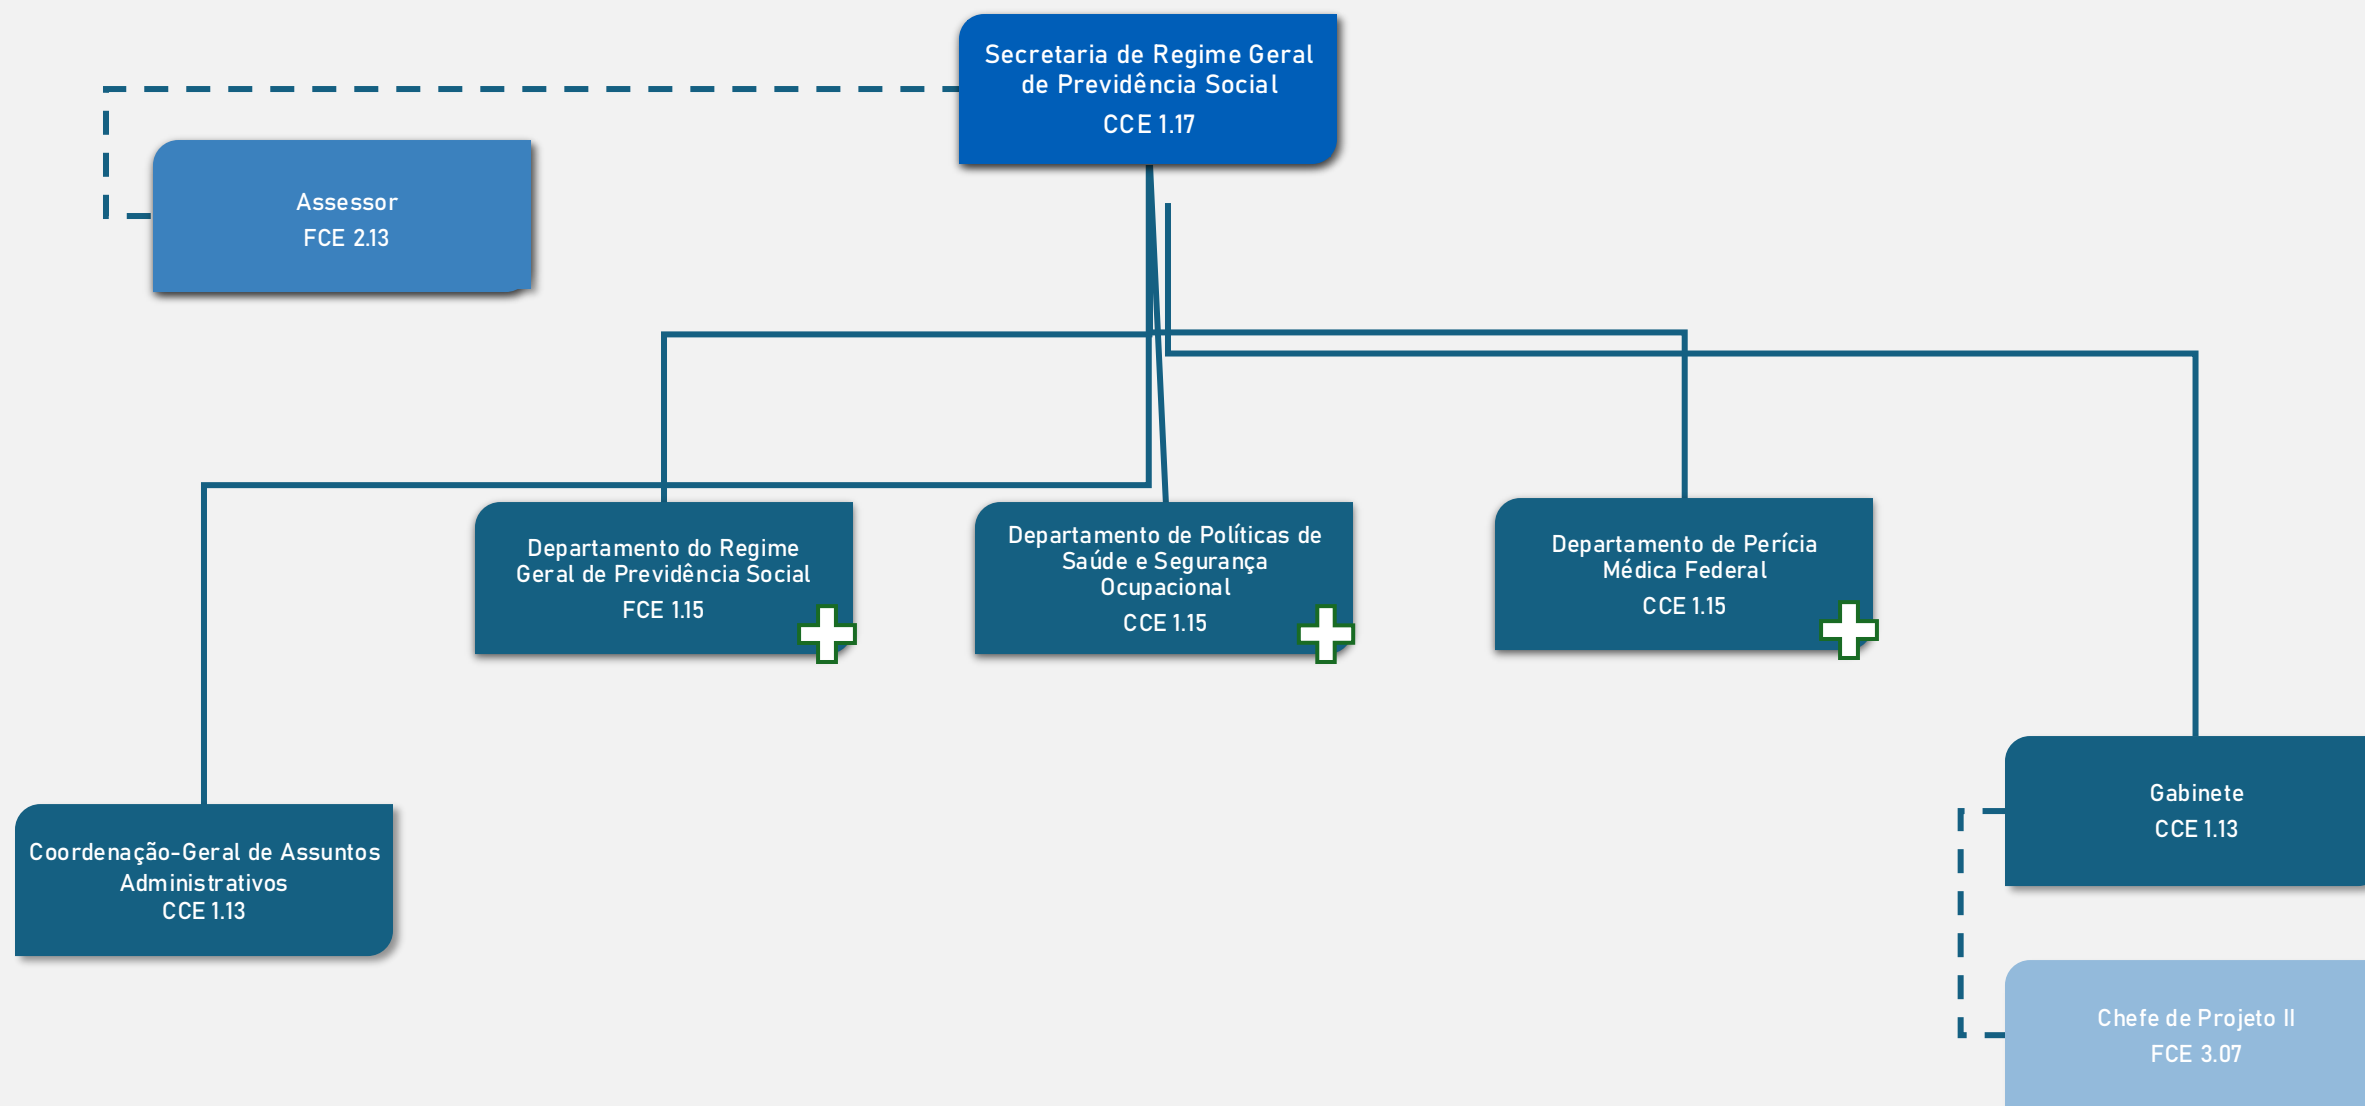 Secretaria de Regime Geral
de Previdência Social
CCE 1.17
Assessor
FCE 2.13
Departamento do Regime
Geral de Previdência Social
FCE 1.15
Departamento de Políticas de
Saúde e Segurança
Ocupacional
CCE 1.15
Departamento de Perícia
Médica Federal
CCE 1.15
Gabinete
CCE 1.13
Coordenação-Geral de Assuntos
Administrativos
CCE 1.13
Chefe de Projeto II
FCE 3.07